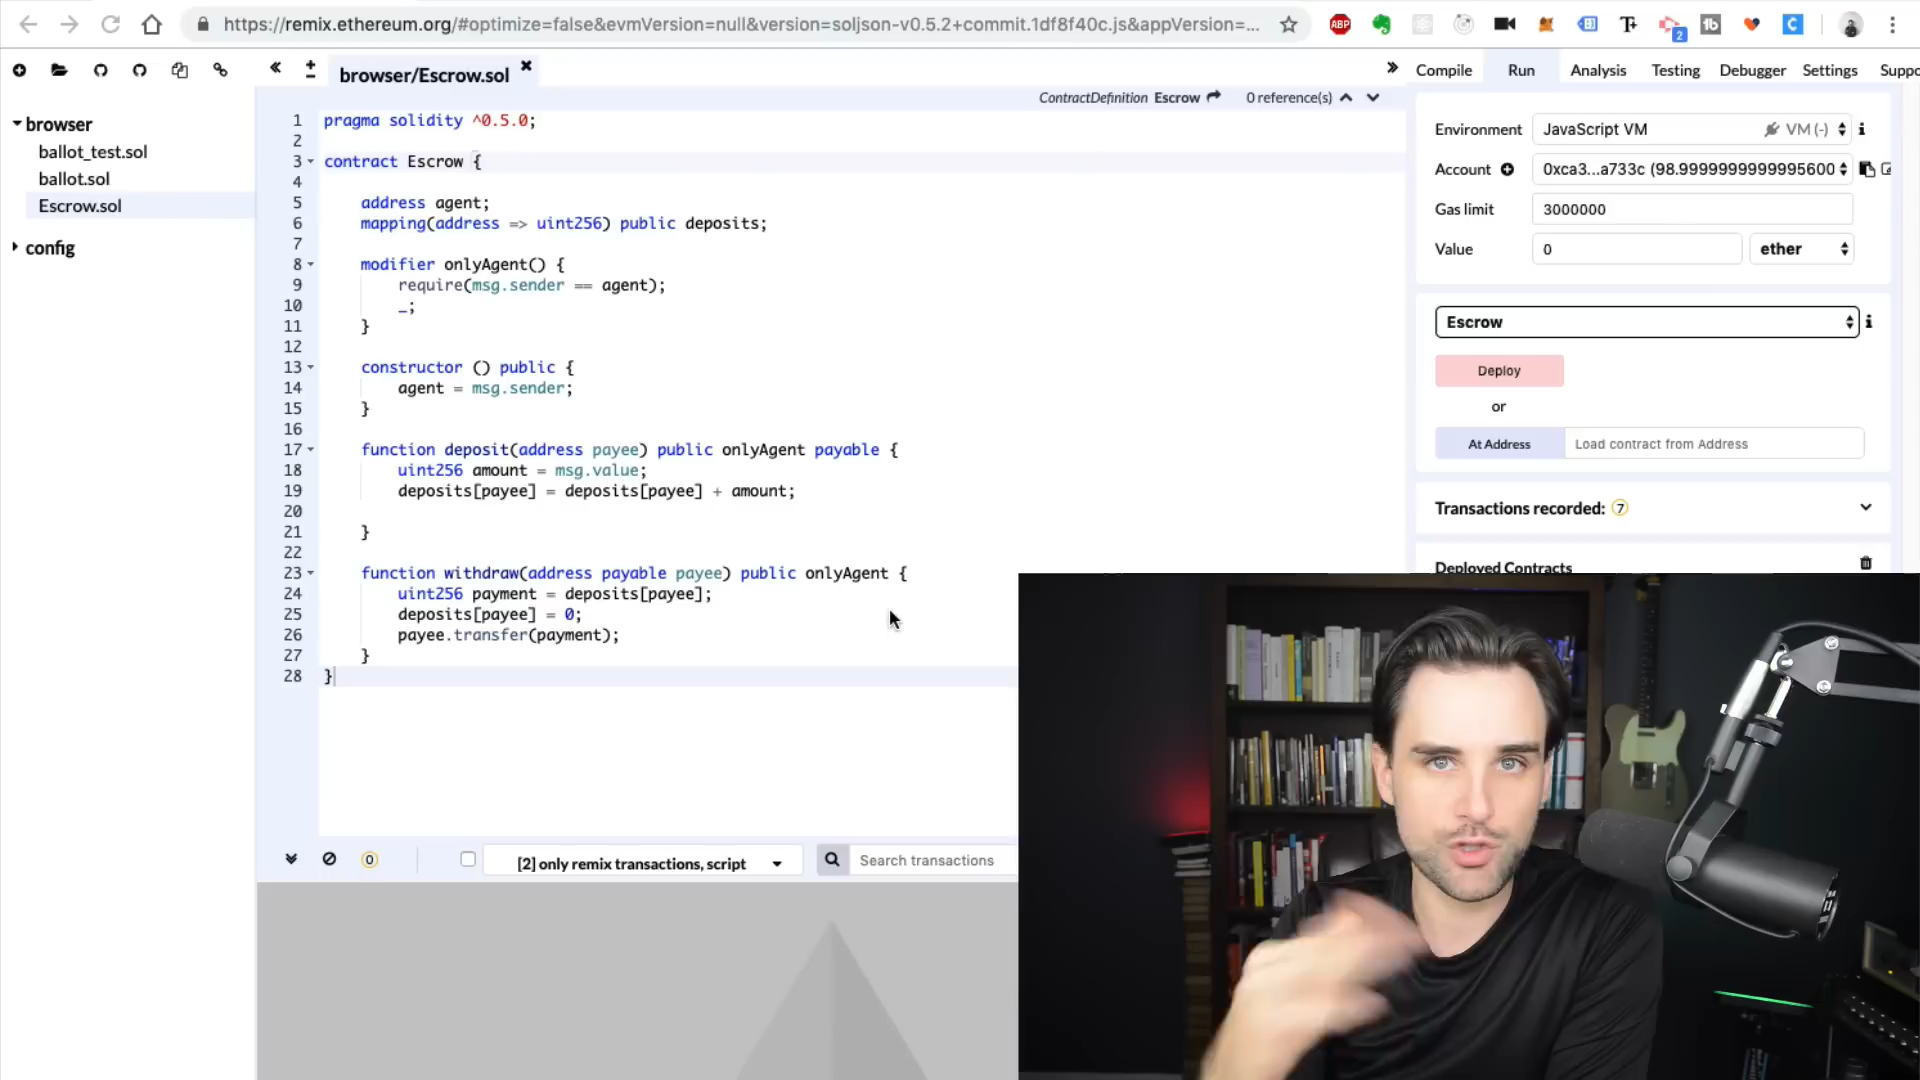 https://remix.ethereum.org/#optimize=false&evmVersion=null&version=soljson-v0.5.2+commit.1df8f40c.js&appVersion=...
ABP
2
tb
C
browser/Escrow.sol
Compile
Run
Analysis
Testing
Debugger
Settings
Suppo
ContractDefinition Escrow
0 reference(s)
browser
ballot_test.sol
ballot.sol
Escrow.sol
config
1 pragma solidity ^0.5.0;
2
3 contract Escrow {
4
5 address agent;
6 mapping(address => uint256) public deposits;
7
8 modifier onlyAgent() {
9 require(msg.sender == agent);
10 _;
11 }
12
13 constructor () public {
14 agent = msg.sender;
15 }
16
17 function deposit(address payee) public onlyAgent payable {
18 uint256 amount = msg.value;
19 deposits[payee] = deposits[payee] + amount;
20
21 }
22
23 function withdraw(address payable payee) public onlyAgent {
24 uint256 payment = deposits[payee];
25 deposits[payee] = 0;
26 payee.transfer(payment);
27 }
28 }
Environment JavaScript VM VM (-)
Account 0xca3...a733c (98.9999999999995600
Gas limit 3000000
Value 0 ether
Escrow
Deploy
or
At Address Load contract from Address
Transactions recorded: 7
Deployed Contracts
0
[2] only remix transactions, script
Search transactions